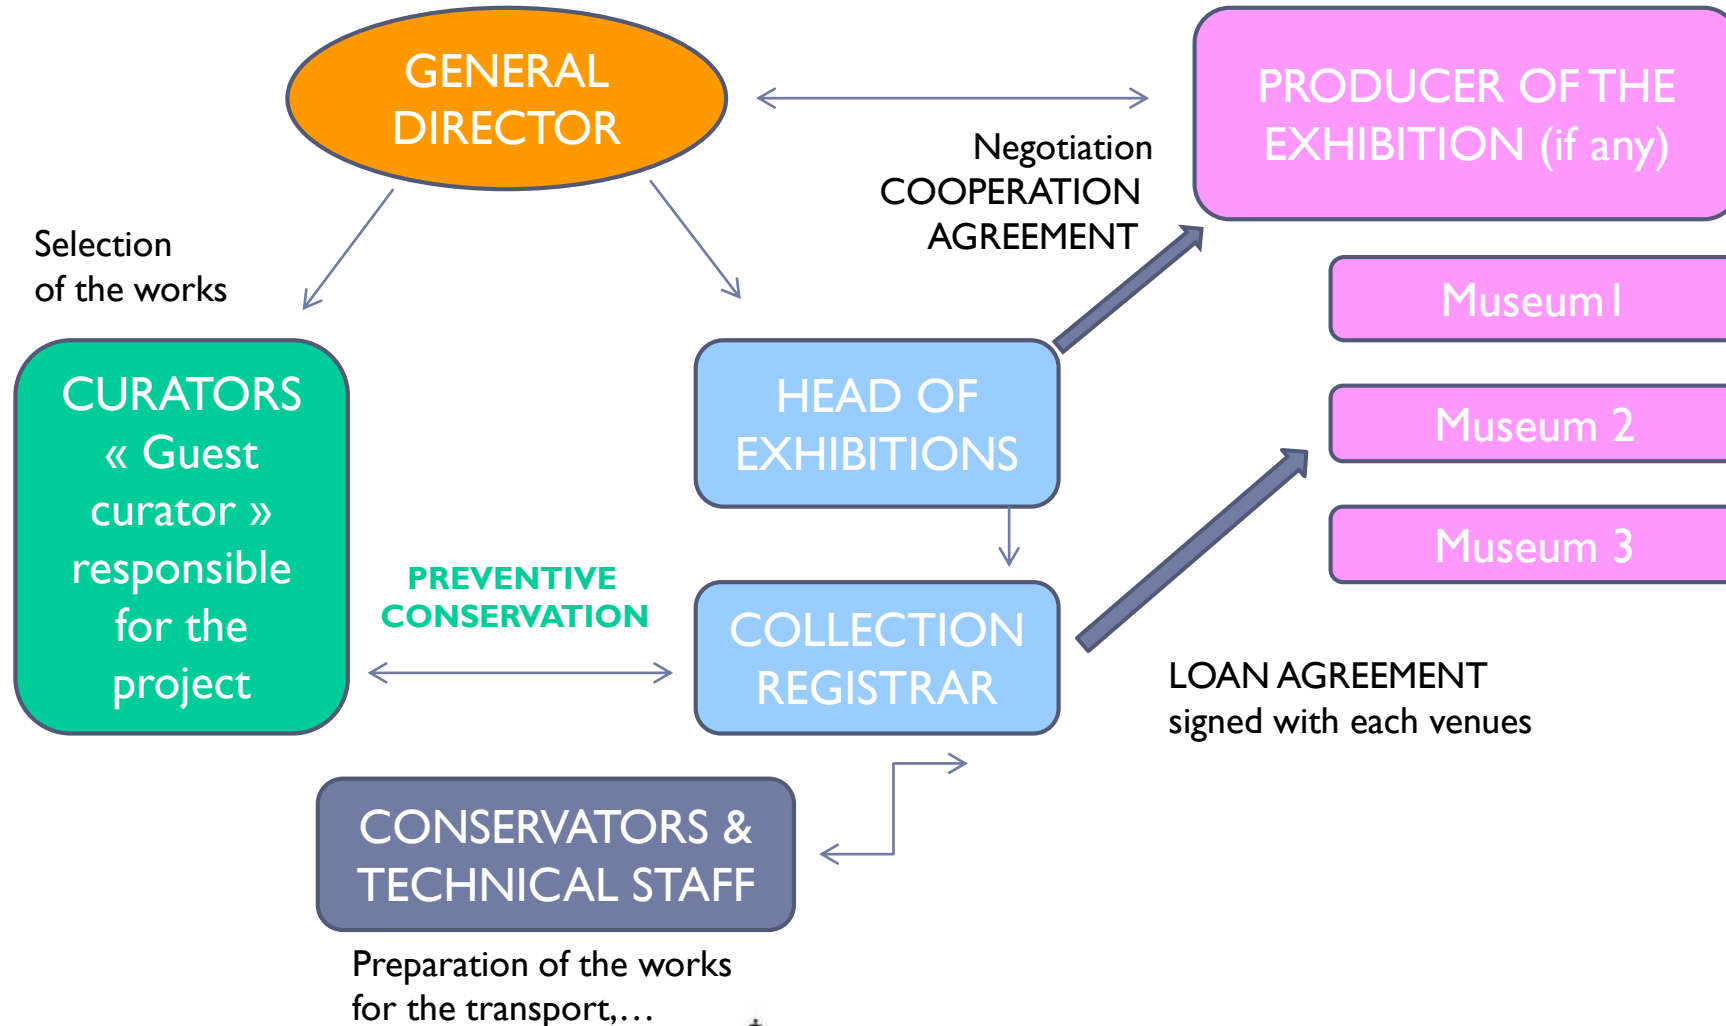 GENERAL
DIRECTOR
PRODUCER OF THE
EXHIBITION (if any)
Negotiation
COOPERATION
AGREEMENT
Selection
of the works
Museum1
Museum 2
Museum 3
CURATORS
« Guest
curator »
responsible
for the
project
HEAD OF
EXHIBITIONS
PREVENTIVE
CONSERVATION
COLLECTION
REGISTRAR
LOAN AGREEMENT
signed with each venues
CONSERVATORS &
TECHNICAL STAFF
Preparation of the works
for the transport,…